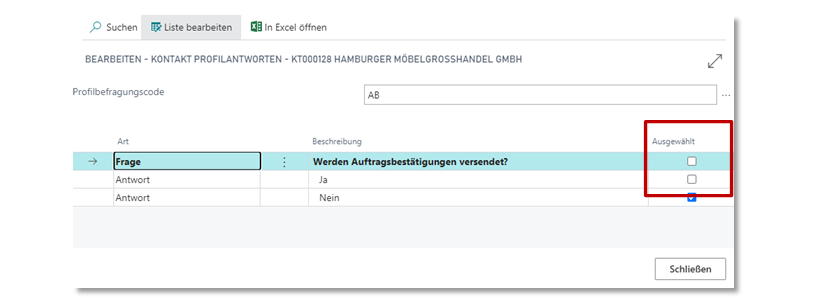 Suchen Liste bearbeiten In Excel öffnen
BEARBEITEN - KONTAKT PROFILANTWORTEN - KT000128 HAMBURGER MÖBELGROSSHANDEL GMBH
Profilbefragungscode AB ...
Art Beschreibung Ausgewählt
Frage Werden Auftragsbestätigungen versendet?
Antwort Ja
Antwort Nein
Schließen